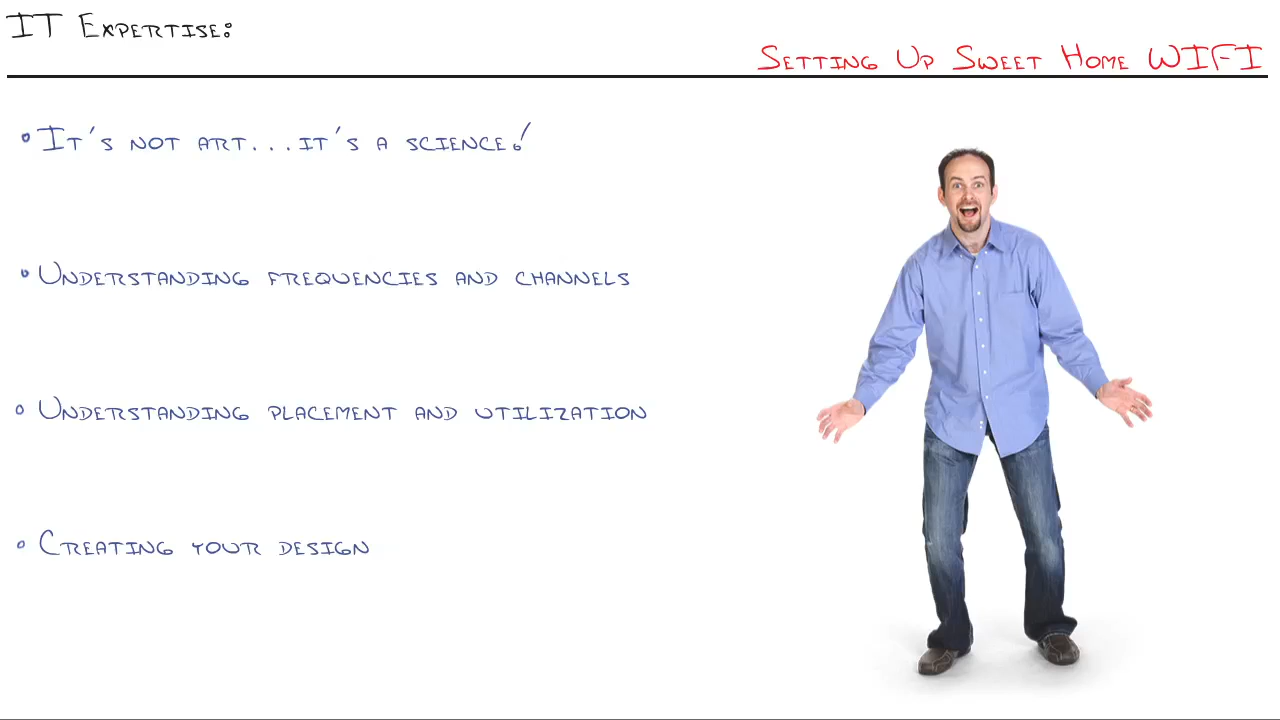 IT Expertise:
Setting Up Sweet Home WIFI
• It's not art...it's a science!
• Understanding frequencies and channels
• Understanding placement and utilization
• Creating your design